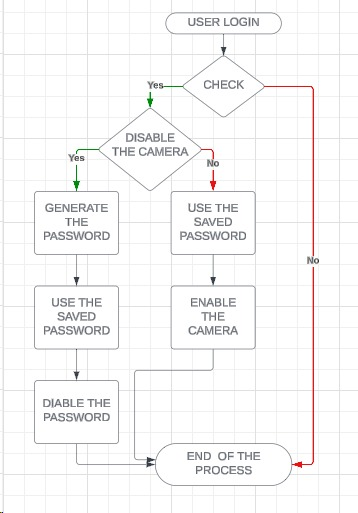 USER LOGIN
CHECK
Yes
DISABLE
THE CAMERA
Yes
No
GENERATE
THE
PASSWORD
USE THE
SAVED
PASSWORD
No
USE THE
SAVED
PASSWORD
ENABLE
THE
CAMERA
DIABLE THE
PASSWORD
END OF THE
PROCESS